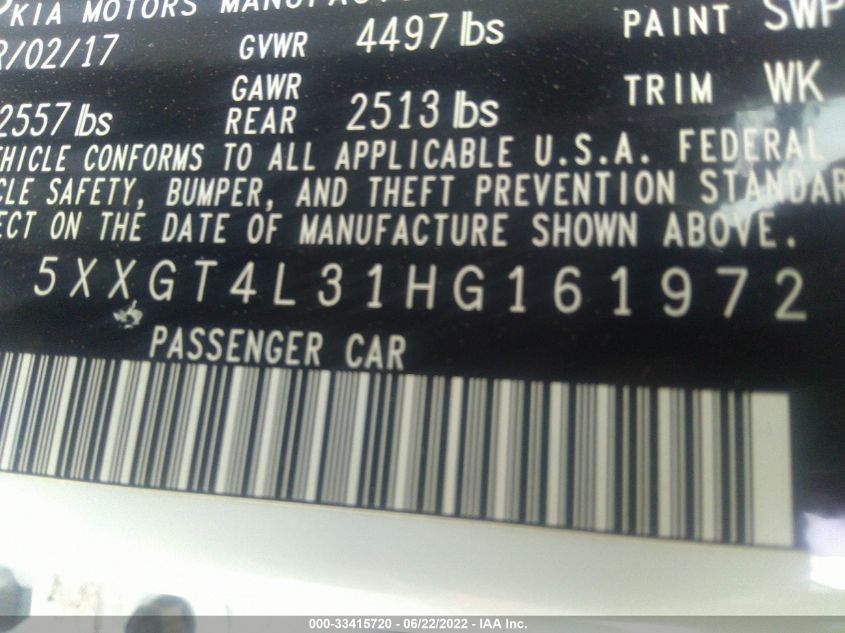 KIA MOTORS MANUFACT
R/02/17 GVWR 4497 lbs PAINT SWP
2557 lbs GAWR REAR 2513 lbs TRIM WK
EHICLE CONFORMS TO ALL APPLICABLE U.S.A. FEDERAL
CLE SAFETY, BUMPER, AND THEFT PREVENTION STANDAR
ECT ON THE DATE OF MANUFACTURE SHOWN ABOVE.
5XXGT4L31HG161972
PASSENGER CAR
000-33415720 - 06/22/2022 - IAA Inc.